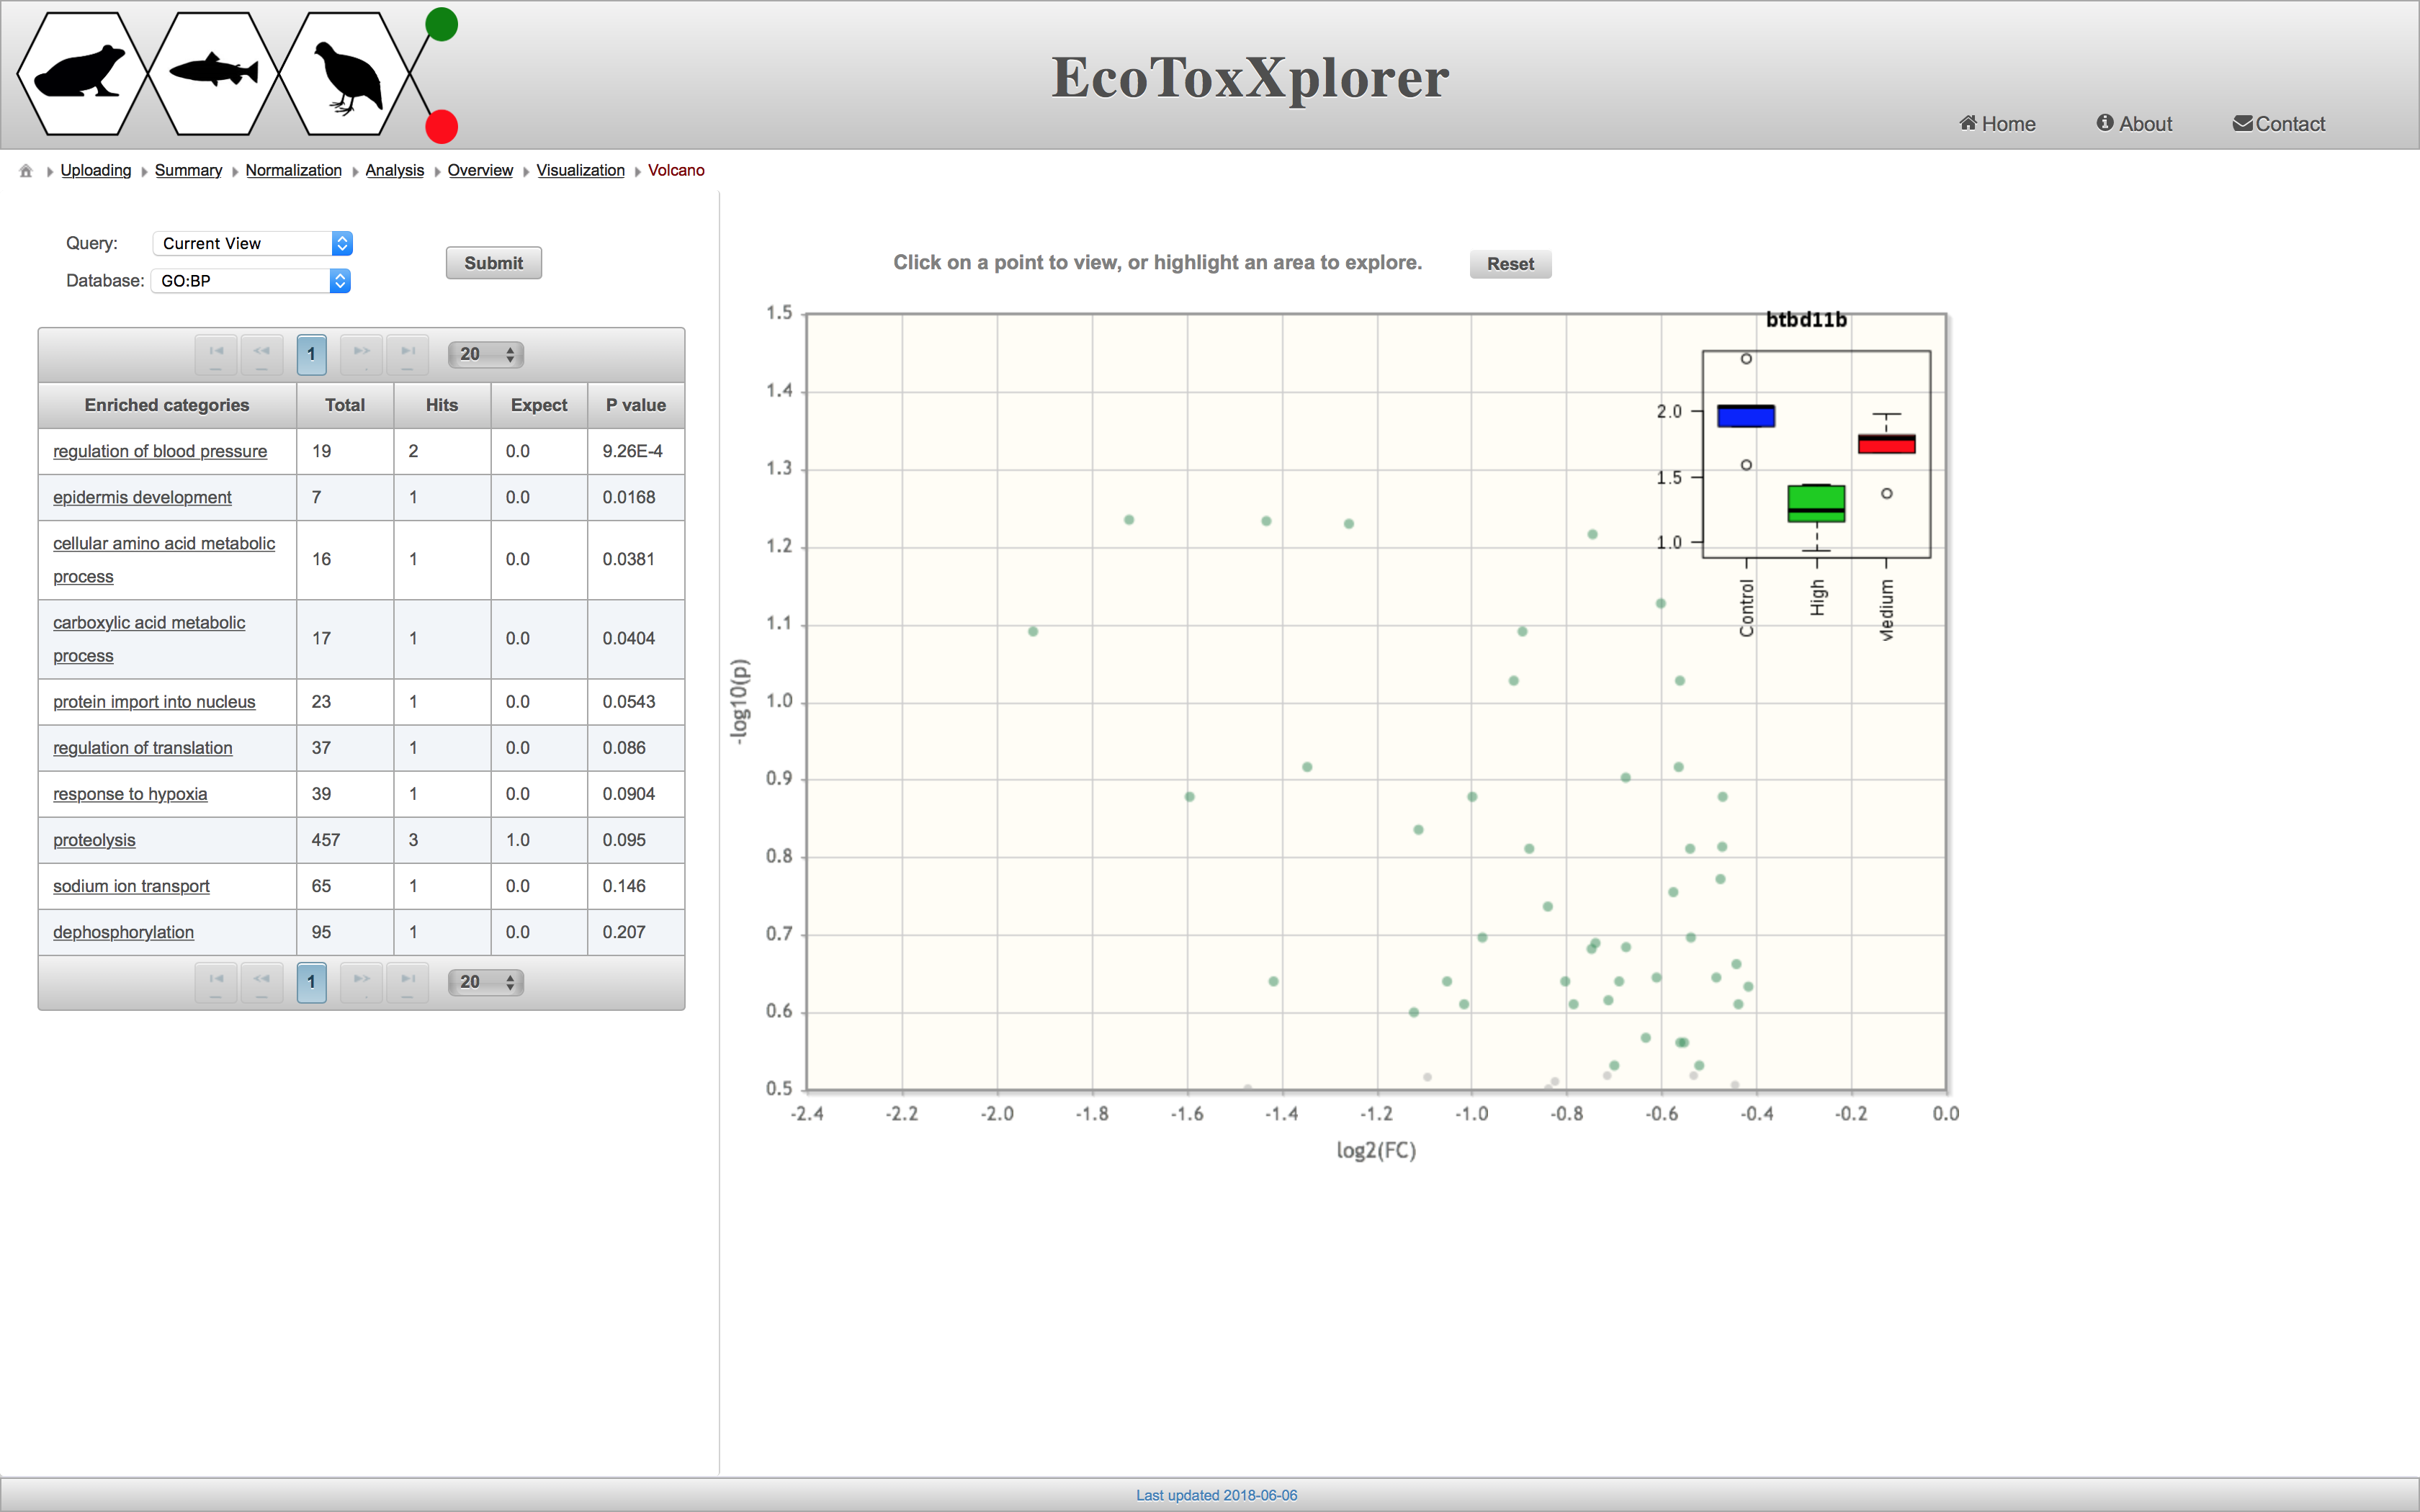 EcoToxXplorer
Home About Contact
Uploading Summary Normalization Analysis Overview Visualization Volcano
Query: Current View
Database: GO:BP
Submit
1 20
Enriched categories Total Hits Expect P value
regulation of blood pressure 19 2 0.0 9.26E-4
epidermis development 7 1 0.0 0.0168
cellular amino acid metabolic
process 16 1 0.0 0.0381
carboxylic acid metabolic
process 17 1 0.0 0.0404
protein import into nucleus 23 1 0.0 0.0543
regulation of translation 37 1 0.0 0.086
response to hypoxia 39 1 0.0 0.0904
proteolysis 457 3 1.0 0.095
sodium ion transport 65 1 0.0 0.146
dephosphorylation 95 1 0.0 0.207
1 20
Click on a point to view, or highlight an area to explore. Reset
1.5
1.4
1.3
1.2
1.1
1.0
0.9
0.8
0.7
0.6
0.5
-log10(p)
-2.4 -2.2 -2.0 -1.8 -1.6 -1.4 -1.2 -1.0 -0.8 -0.6 -0.4 -0.2 0.0
log2(FC)
btbd11b
2.0
1.5
1.0
Control High Medium
Last updated 2018-06-06